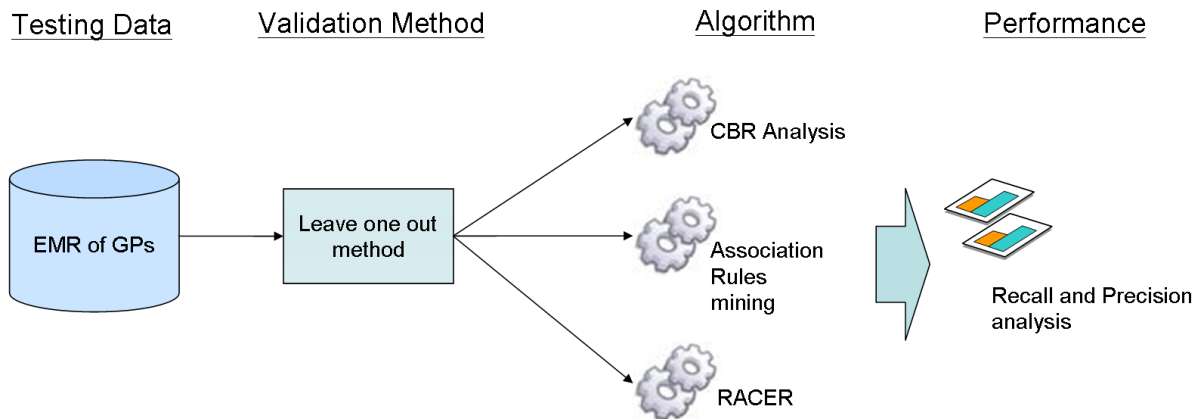 Testing Data
Validation Method
Algorithm
Performance
EMR of GPs
Leave one out
method
CBR Analysis
Association
Rules
mining
RACER
Recall and Precision
analysis